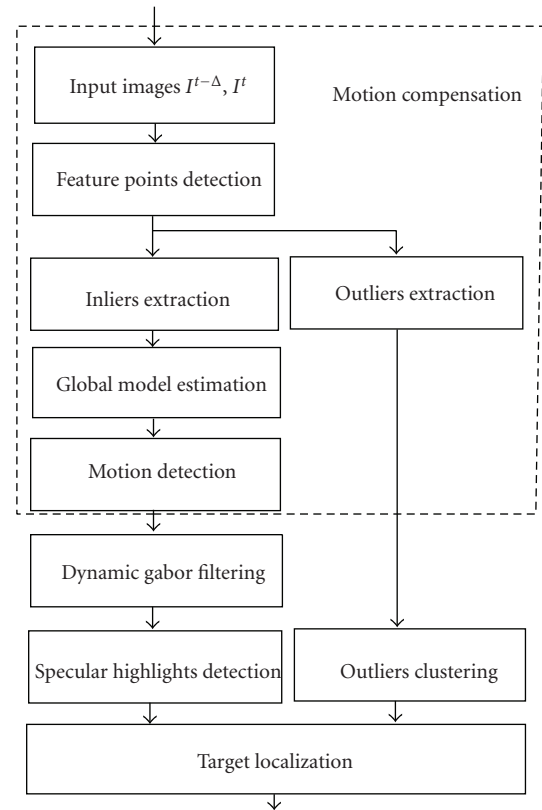 Input images I^{t−Δ}, I^t
Motion compensation
Feature points detection
Inliers extraction
Outliers extraction
Global model estimation
Motion detection
Dynamic gabor filtering
Specular highlights detection
Outliers clustering
Target localization